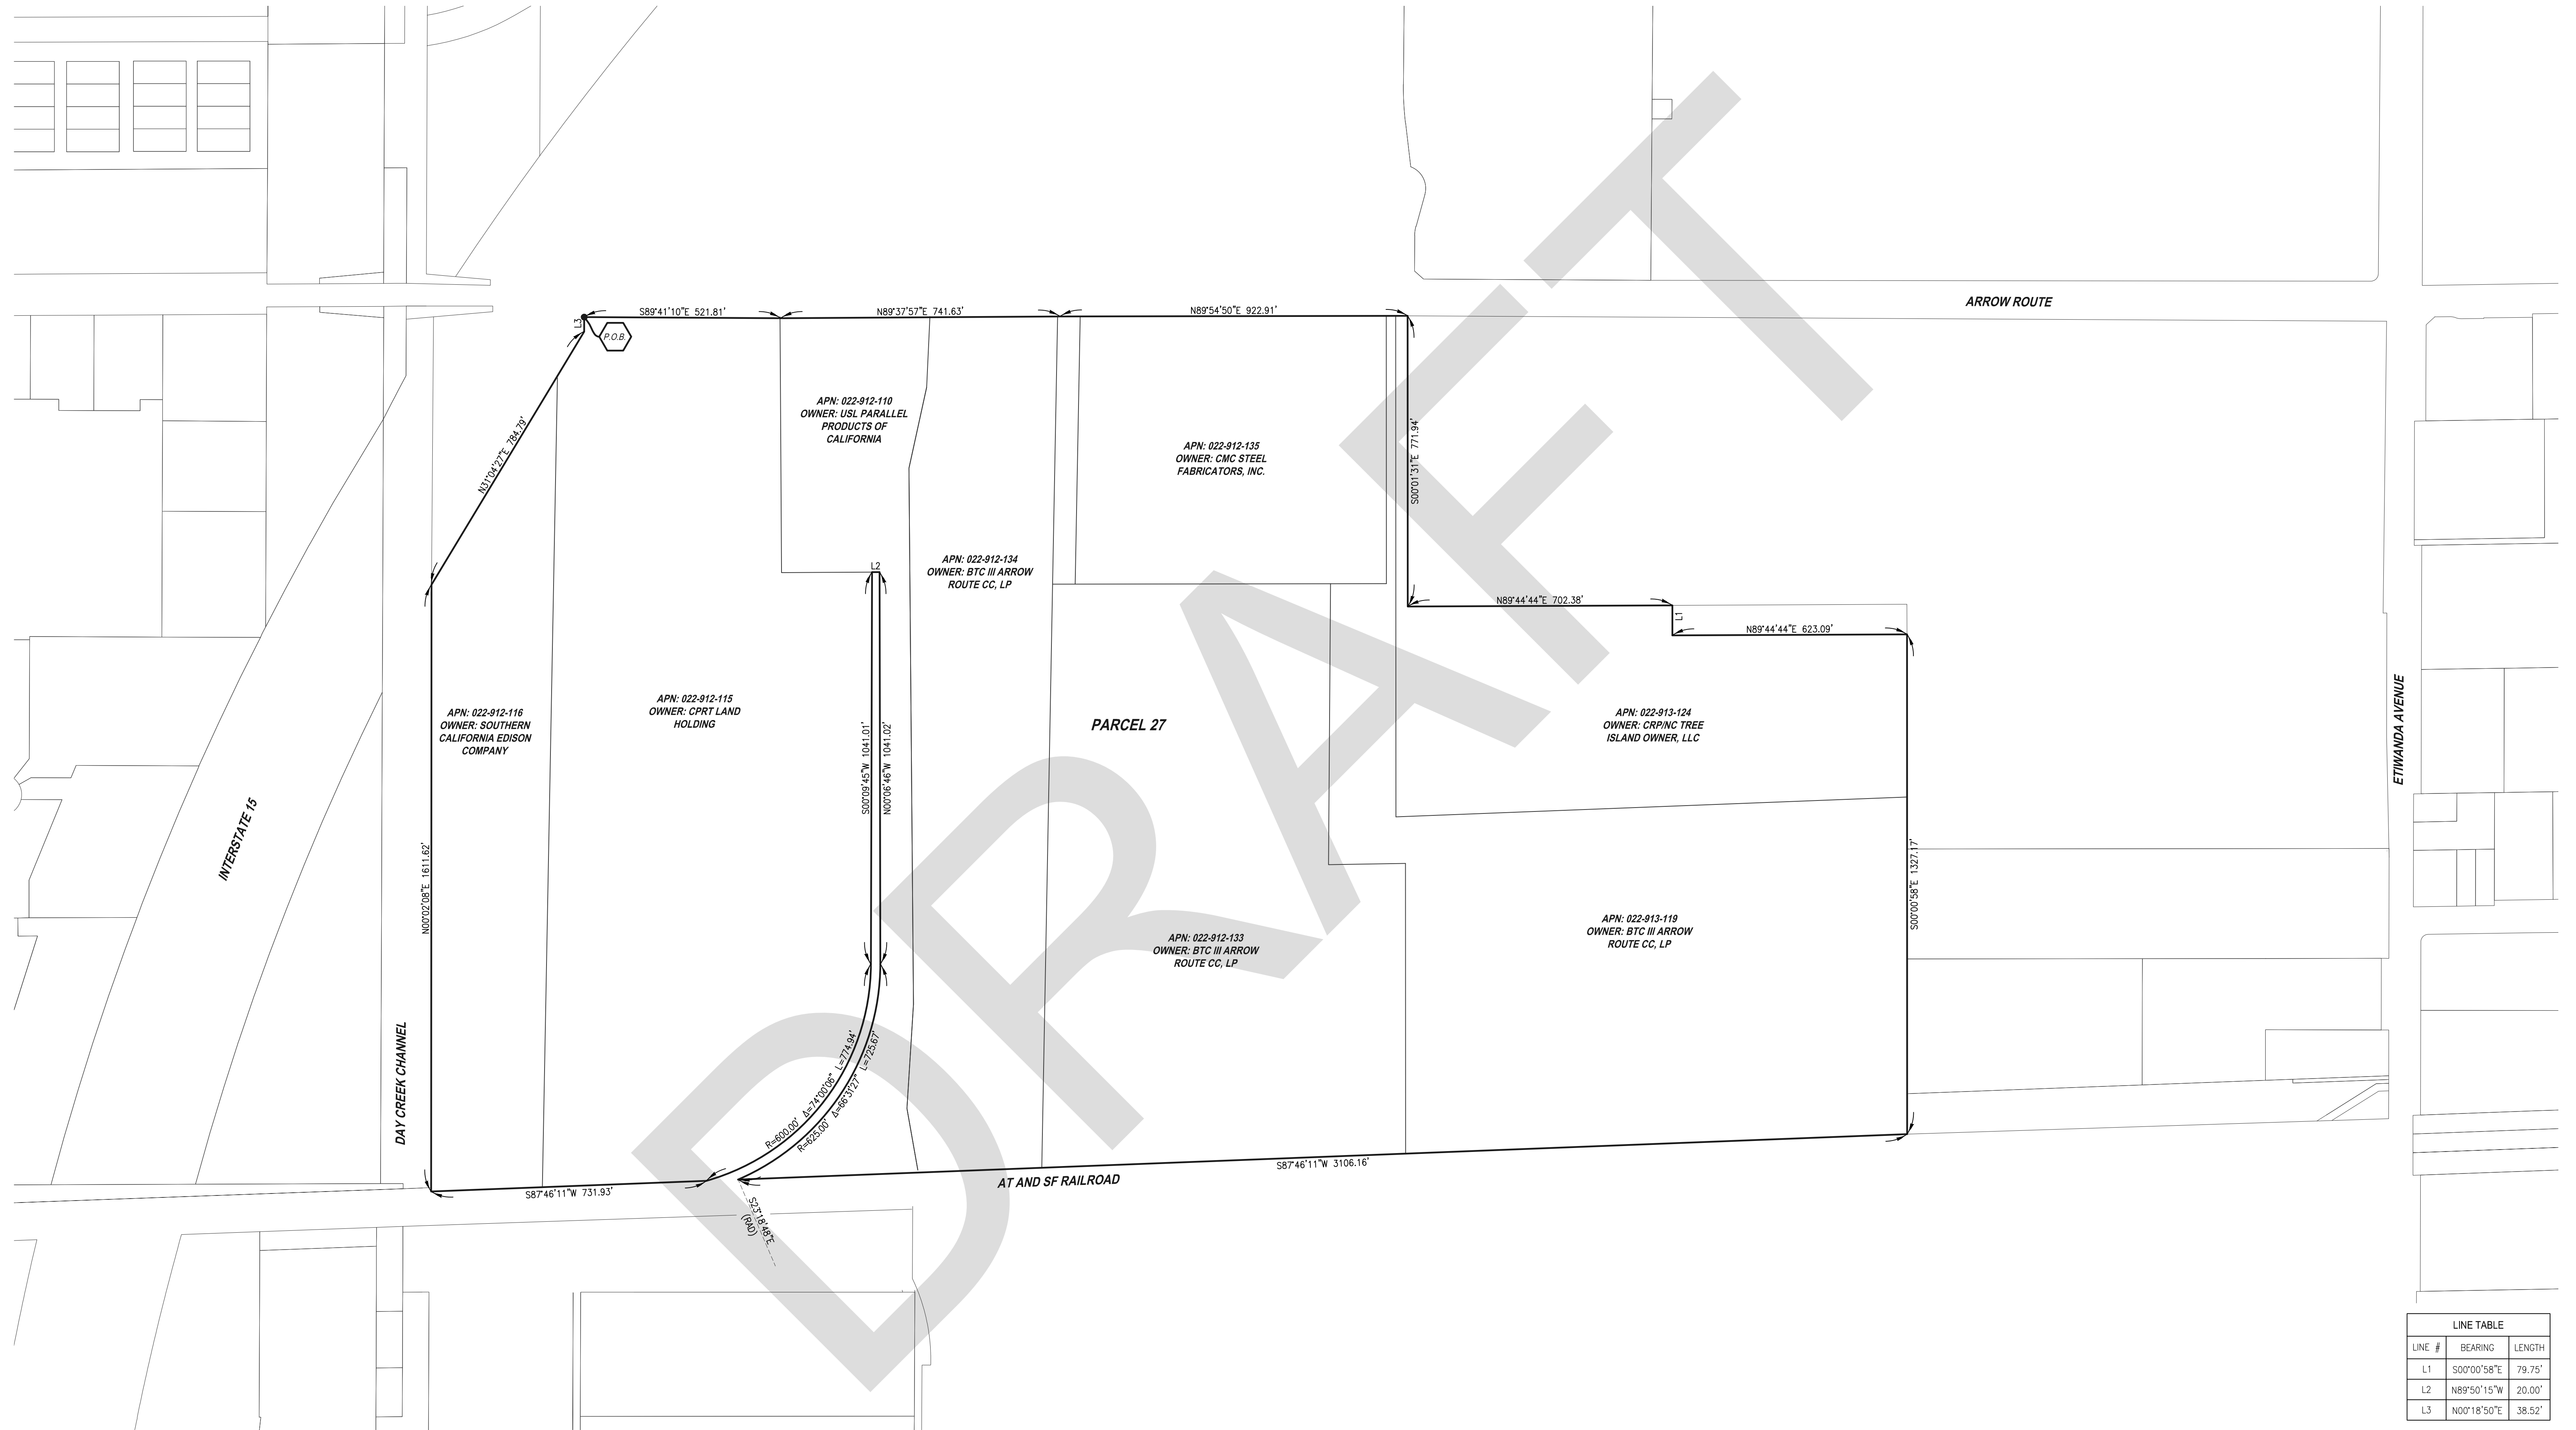 ARROW ROUTE
S89°41'10"E 521.81'
N89°37'57"E 741.63'
N89°54'50"E 922.91'
L3
P.O.B.
N31°04'27"E 784.79'
APN: 022-912-110
OWNER: USL PARALLEL
PRODUCTS OF
CALIFORNIA
APN: 022-912-135
OWNER: CMC STEEL
FABRICATORS, INC.
S00°01'31"E 771.94'
APN: 022-912-134
OWNER: BTC III ARROW
ROUTE CC, LP
L2
N89°44'44"E 702.38'
L1
N89°44'44"E 623.09'
APN: 022-912-116
OWNER: SOUTHERN
CALIFORNIA EDISON
COMPANY
APN: 022-912-115
OWNER: CPRT LAND
HOLDING
S00°09'45"W 1041.01'
N00°06'46"W 1041.02'
PARCEL 27
APN: 022-913-124
OWNER: CRP/NC TREE
ISLAND OWNER, LLC
ETIWANDA AVENUE
INTERSTATE 15
N00°02'08"E 1611.62'
S00°00'58"E 1327.17'
APN: 022-912-133
OWNER: BTC III ARROW
ROUTE CC, LP
APN: 022-913-119
OWNER: BTC III ARROW
ROUTE CC, LP
DAY CREEK CHANNEL
R=600.00' Δ=74°00'06" L=774.94'
R=625.00' Δ=66°31'27" L=725.67'
S87°46'11"W 731.93'
S87°46'11"W 3106.16'
AT AND SF RAILROAD
S23°18'48"E
(RAD)
DRAFT
LINE TABLE
LINE # BEARING LENGTH
L1 S00°00'58"E 79.75'
L2 N89°50'15"W 20.00'
L3 N00°18'50"E 38.52'